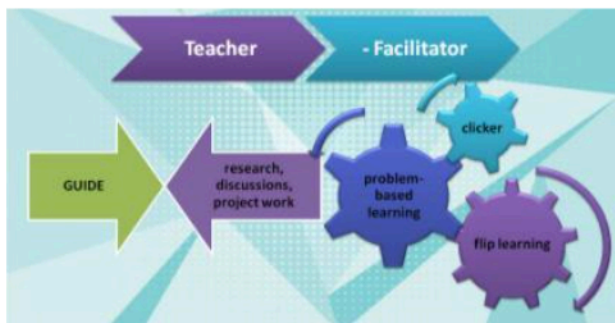 Teacher
- Facilitator
clicker
GUIDE
research,
discussions,
project work
problem-
based
learning
flip learning